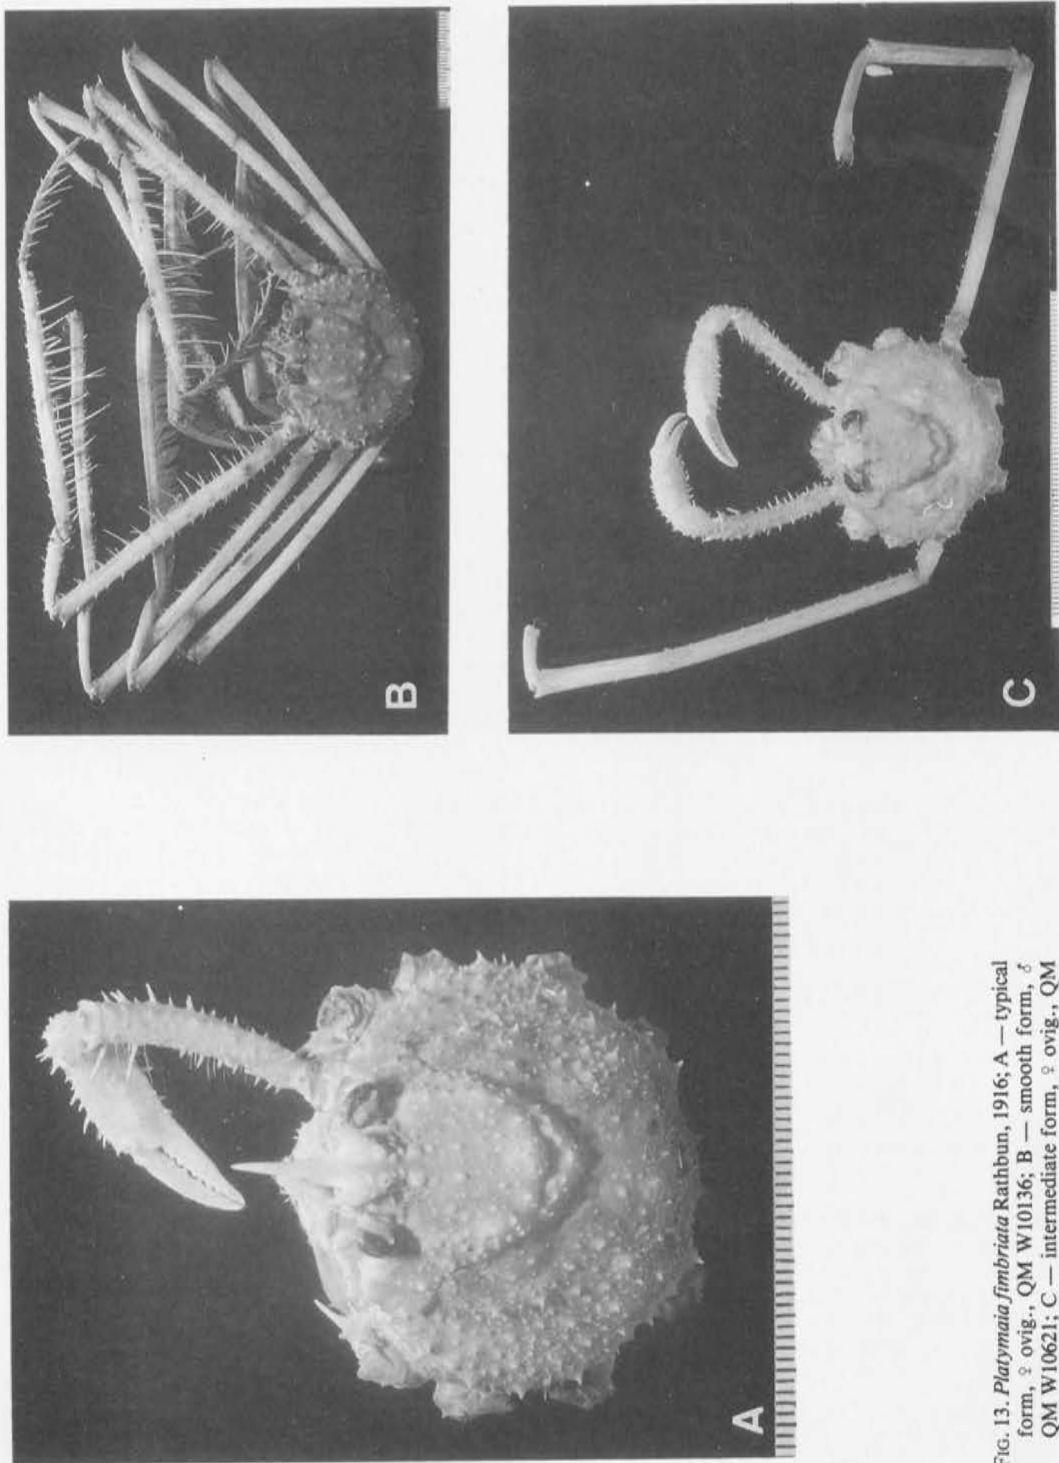 B
C
A
FIG. 13. Platymaia fimbriata Rathbun, 1916; A — typical
form, ♀ ovig., QM W10136; B — smooth form, ♂
QM W10621; C — intermediate form, ♀ ovig., QM